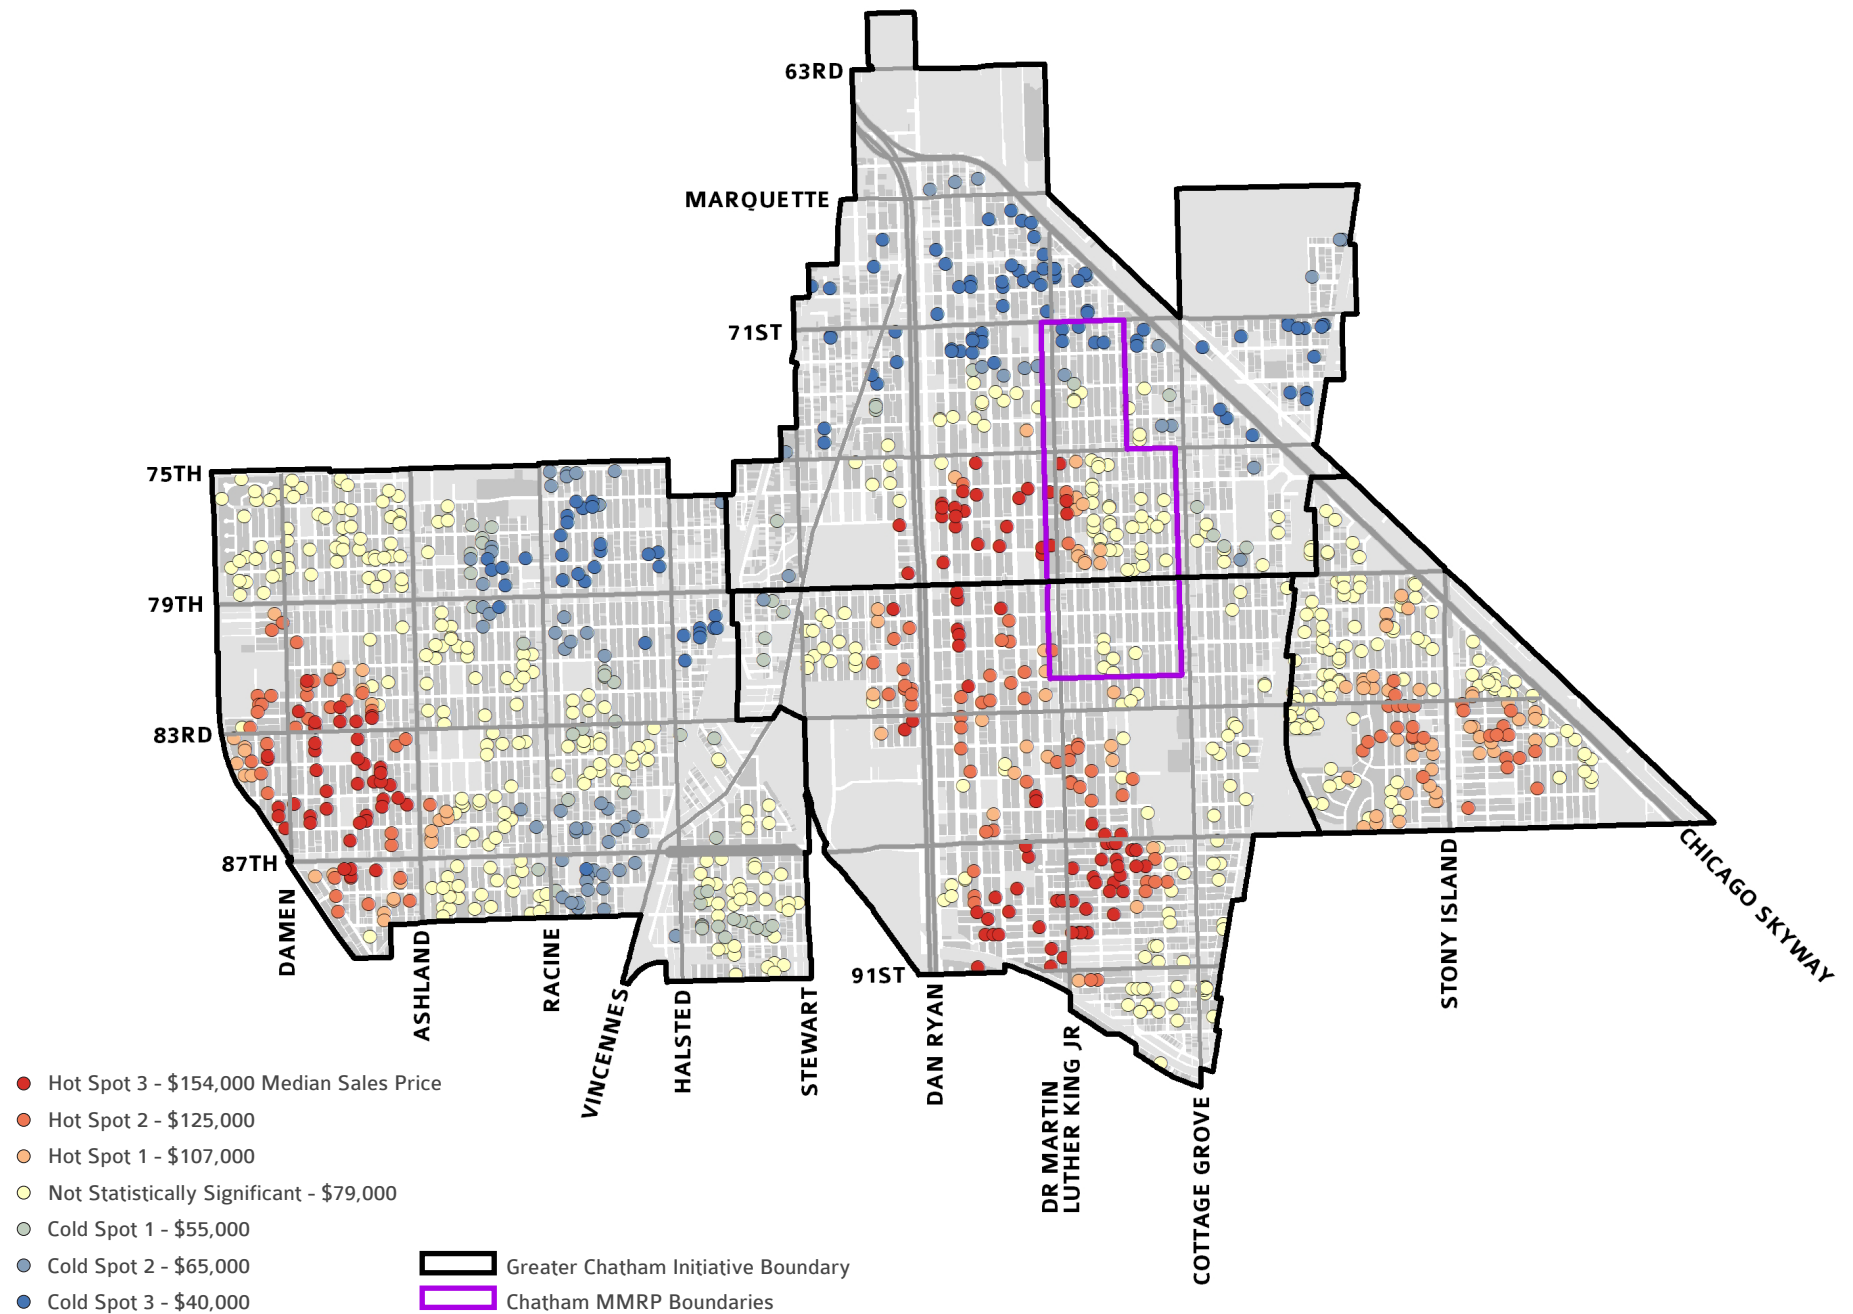 63RD
MARQUETTE
71ST
75TH
79TH
83RD
87TH
91ST
DAMEN
ASHLAND
RACINE
VINCENNES
HALSTED
STEWART
DAN RYAN
DR MARTIN
LUTHER KING JR
COTTAGE GROVE
STONY ISLAND
CHICAGO SKYWAY
Hot Spot 3 - $154,000 Median Sales Price
Hot Spot 2 - $125,000
Hot Spot 1 - $107,000
Not Statistically Significant - $79,000
Cold Spot 1 - $55,000
Cold Spot 2 - $65,000
Cold Spot 3 - $40,000
Greater Chatham Initiative Boundary
Chatham MMRP Boundaries